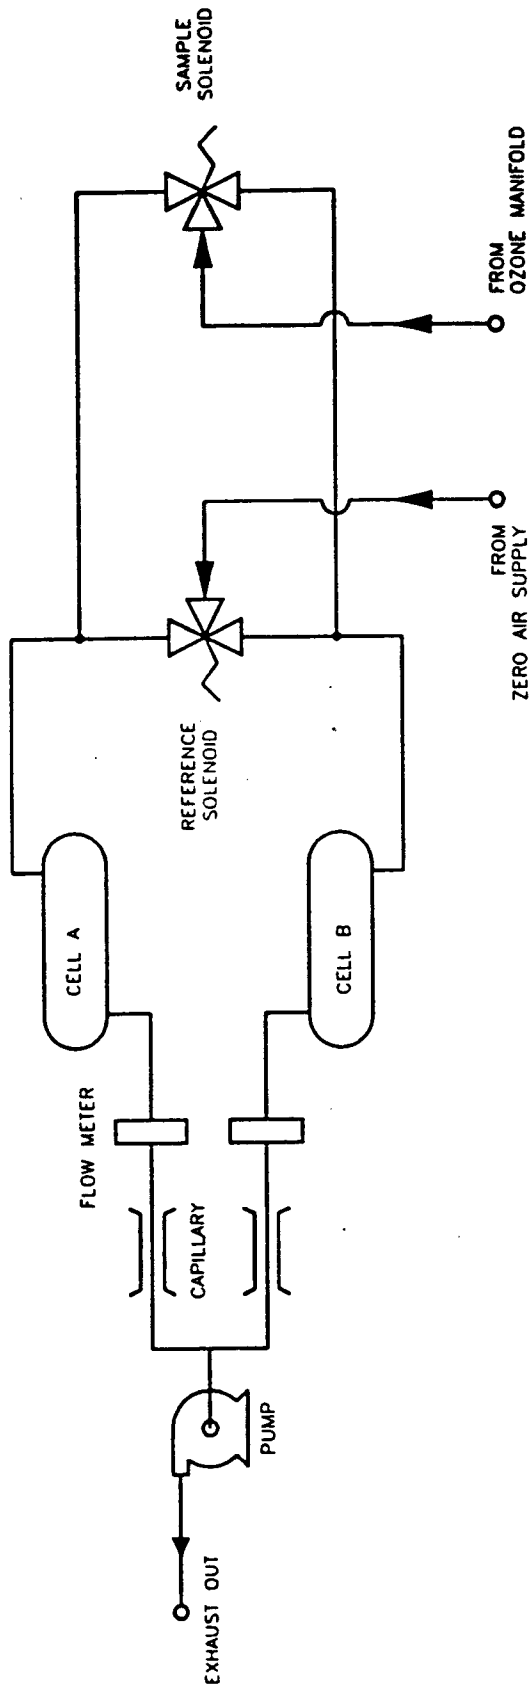 SAMPLE
SOLENOID
FROM
OZONE MANIFOLD
REFERENCE
SOLENOID
FROM
ZERO AIR SUPPLY
CELL A
CELL B
FLOW METER
CAPILLARY
PUMP
EXHAUST OUT